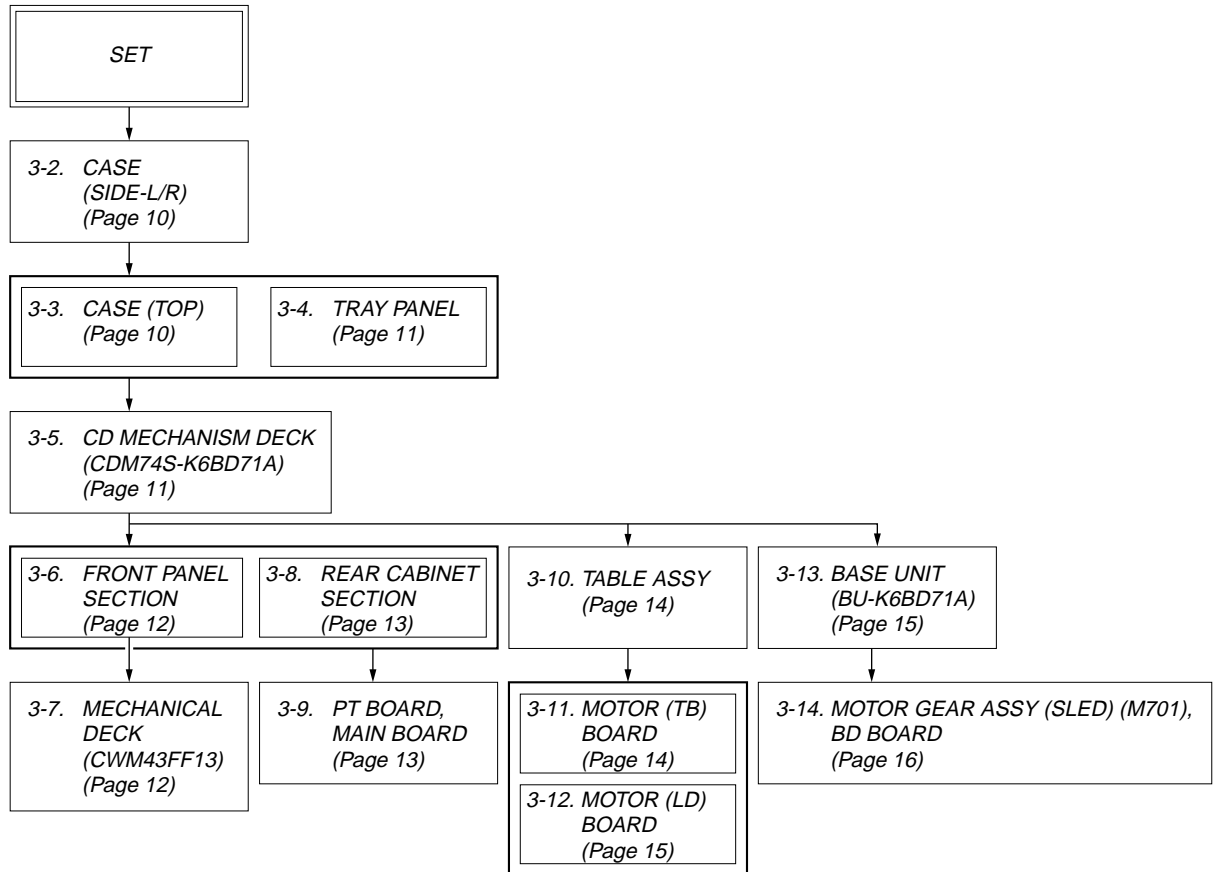 SET
3-2. CASE
(SIDE-L/R)
(Page 10)
3-3. CASE (TOP)
(Page 10)
3-4. TRAY PANEL
(Page 11)
3-5. CD MECHANISM DECK
(CDM74S-K6BD71A)
(Page 11)
3-6. FRONT PANEL
SECTION
(Page 12)
3-8. REAR CABINET
SECTION
(Page 13)
3-10. TABLE ASSY
(Page 14)
3-13. BASE UNIT
(BU-K6BD71A)
(Page 15)
3-7. MECHANICAL
DECK
(CWM43FF13)
(Page 12)
3-9. PT BOARD,
MAIN BOARD
(Page 13)
3-11. MOTOR (TB)
BOARD
(Page 14)
3-12. MOTOR (LD)
BOARD
(Page 15)
3-14. MOTOR GEAR ASSY (SLED) (M701),
BD BOARD
(Page 16)